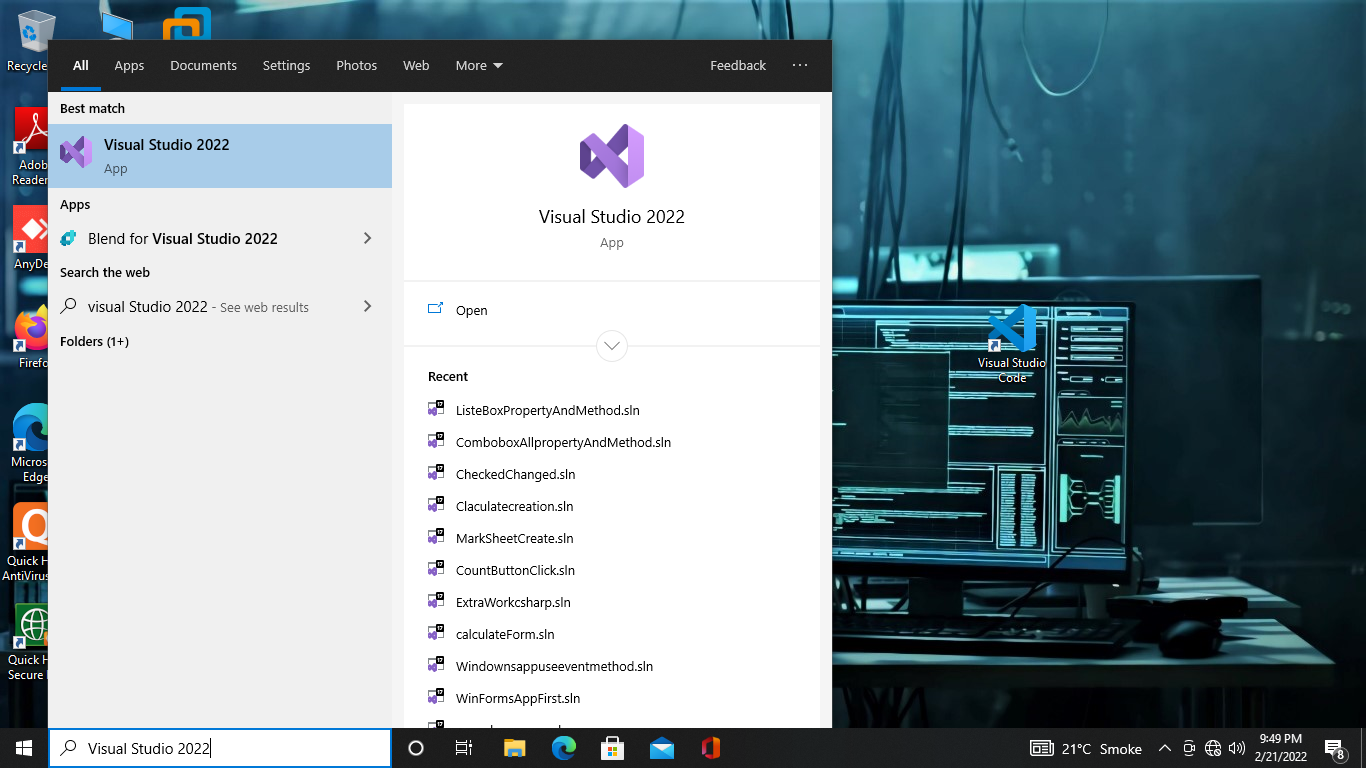 Recycle
All Apps Documents Settings Photos Web More Feedback
Best match
Visual Studio 2022
App
Apps
Blend for Visual Studio 2022
Search the web
visual Studio 2022 - See web results
Folders (1+)
Visual Studio 2022
App
Open
Recent
ListeBoxPropertyAndMethod.sln
ComboboxAllpropertyAndMethod.sln
CheckedChanged.sln
Claculatecreation.sln
MarkSheetCreate.sln
CountButtonClick.sln
ExtraWorkcsharp.sln
calculateForm.sln
Windownsappuseeventmethod.sln
WinFormsAppFirst.sln
Adob
Reader
AnyDe
Firefo
Micros
Edge
Quick H
AntiVirus
Quick H
Secure
Visual Studio
Code
Visual Studio 2022
21°C Smoke
9:49 PM
2/21/2022
8